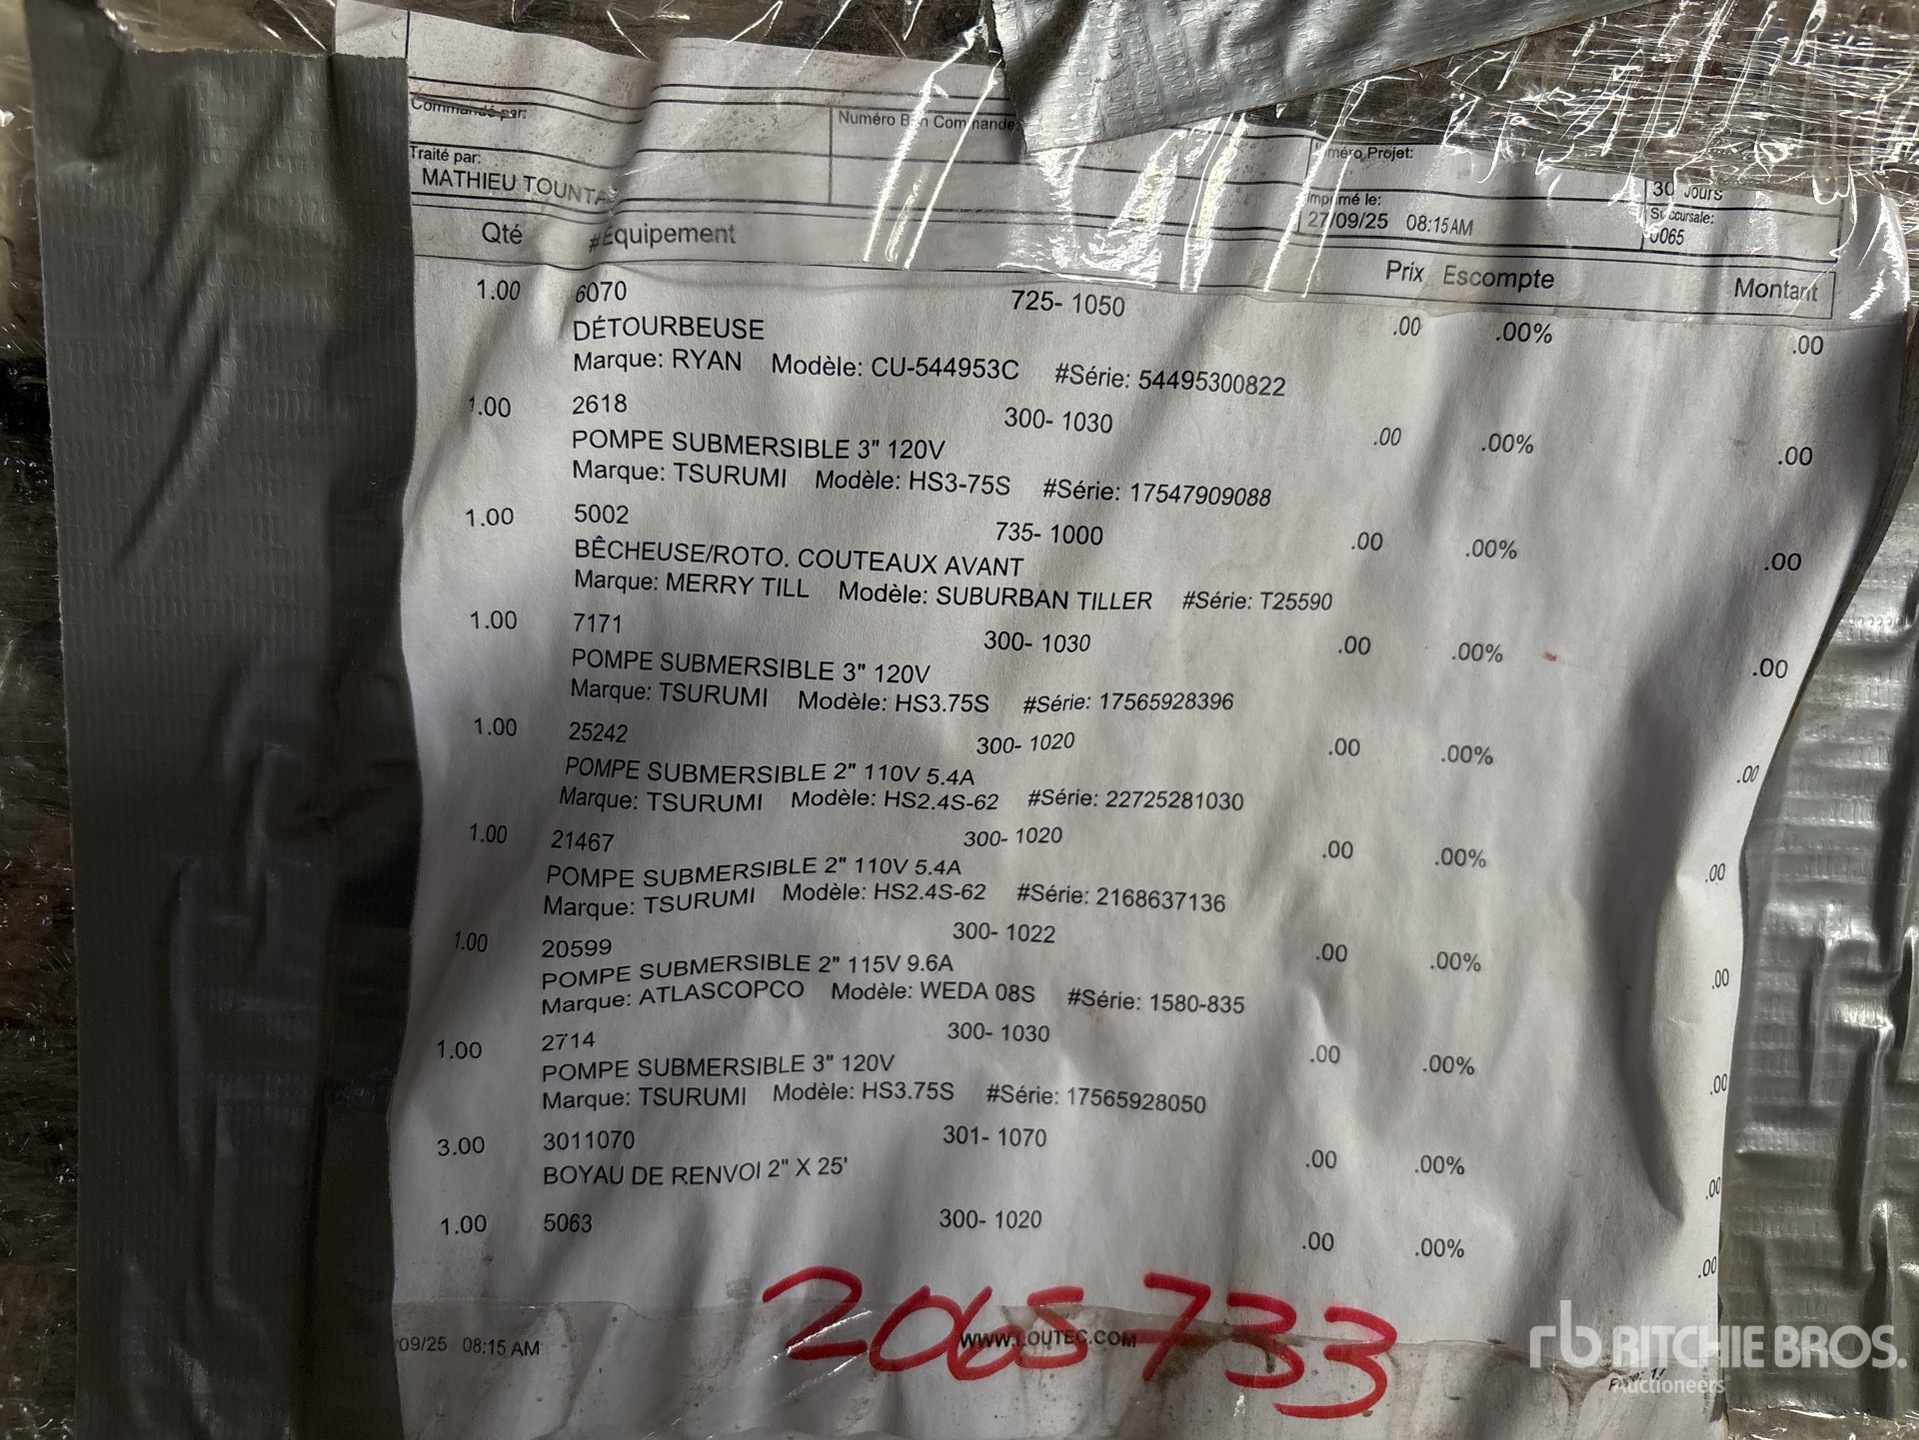 Commandé par:
Numéro Bon Commande:
Numéro Projet:
Traité par:
MATHIEU TOUNTA
Imprimé le:
27/09/25 08:15AM
30 Jours
Succursale:
0065
Qté #Équipement Prix Escompte Montant
1.00 6070 725- 1050 .00 .00% .00
DÉTOURBEUSE
Marque: RYAN Modèle: CU-544953C #Série: 54495300822
1.00 2618 300- 1030 .00 .00% .00
POMPE SUBMERSIBLE 3" 120V
Marque: TSURUMI Modèle: HS3-75S #Série: 17547909088
1.00 5002 735- 1000 .00 .00% .00
BÊCHEUSE/ROTO. COUTEAUX AVANT
Marque: MERRY TILL Modèle: SUBURBAN TILLER #Série: T25590
1.00 7171 300- 1030 .00 .00% .00
POMPE SUBMERSIBLE 3" 120V
Marque: TSURUMI Modèle: HS3.75S #Série: 17565928396
1.00 25242 300- 1020 .00 .00% .00
POMPE SUBMERSIBLE 2" 110V 5.4A
Marque: TSURUMI Modèle: HS2.4S-62 #Série: 22725281030
1.00 21467 300- 1020 .00 .00% .00
POMPE SUBMERSIBLE 2" 110V 5.4A
Marque: TSURUMI Modèle: HS2.4S-62 #Série: 2168637136
1.00 20599 300- 1022 .00 .00% .00
POMPE SUBMERSIBLE 2" 115V 9.6A
Marque: ATLASCOPCO Modèle: WEDA 08S #Série: 1580-835
1.00 2714 300- 1030 .00 .00% .00
POMPE SUBMERSIBLE 3" 120V
Marque: TSURUMI Modèle: HS3.75S #Série: 17565928050
3.00 3011070 301- 1070 .00 .00% .00
BOYAU DE RENVOI 2" X 25'
1.00 5063 300- 1020 .00 .00% .00
2065733
/09/25 08:15 AM WWW.LOUTEC.COM Page: 1/
rb RITCHIE BROS.
Auctioneers